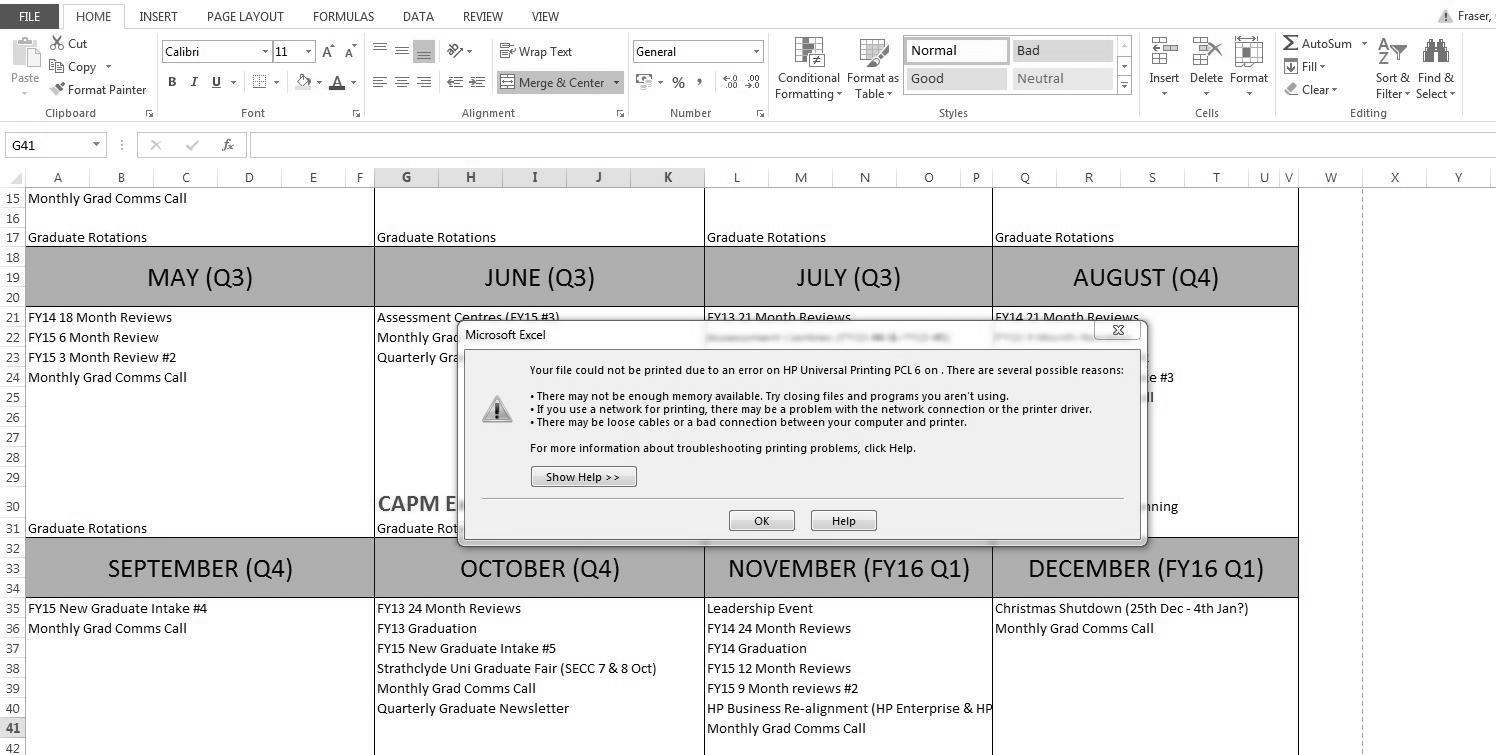 FILE HOME INSERT PAGE LAYOUT FORMULAS DATA REVIEW VIEW Fraser,
Cut
Copy
Format Painter
Paste
Clipboard
Calibri 11 A A
B I U A
Font
Wrap Text
Merge & Center
Alignment
General
% , .00 .00
Number
Conditional Formatting
Format as Table
Normal Bad
Good Neutral
Styles
Insert Delete Format
Cells
AutoSum
Fill
Clear
Sort & Filter
Find & Select
Editing
G41 fx
A B C D E F G H I J K L M N O P Q R S T U V W X Y
15 Monthly Grad Comms Call
16
17 Graduate Rotations Graduate Rotations Graduate Rotations Graduate Rotations
18
19 MAY (Q3) JUNE (Q3) JULY (Q3) AUGUST (Q4)
20
21 FY14 18 Month Reviews Assessment Centres (FY15 #3) FY13 21 Month Reviews FY14 21 Month Reviews
22 FY15 6 Month Review Monthly Grad
23 FY15 3 Month Review #2 Quarterly Gra
24 Monthly Grad Comms Call e #3
25 ll
26
27
28
29
30 CAPM E nning
31 Graduate Rotations Graduate Rot
Microsoft Excel
Your file could not be printed due to an error on HP Universal Printing PCL 6 on . There are several possible reasons:
• There may not be enough memory available. Try closing files and programs you aren't using.
• If you use a network for printing, there may be a problem with the network connection or the printer driver.
• There may be loose cables or a bad connection between your computer and printer.
For more information about troubleshooting printing problems, click Help.
Show Help >>
OK Help
32
33 SEPTEMBER (Q4) OCTOBER (Q4) NOVEMBER (FY16 Q1) DECEMBER (FY16 Q1)
34
35 FY15 New Graduate Intake #4 FY13 24 Month Reviews Leadership Event Christmas Shutdown (25th Dec - 4th Jan?)
36 Monthly Grad Comms Call FY13 Graduation FY14 24 Month Reviews Monthly Grad Comms Call
37 FY15 New Graduate Intake #5 FY14 Graduation
38 Strathclyde Uni Graduate Fair (SECC 7 & 8 Oct) FY15 12 Month Reviews
39 Monthly Grad Comms Call FY15 9 Month reviews #2
40 Quarterly Graduate Newsletter HP Business Re-alignment (HP Enterprise & HP
41 Monthly Grad Comms Call
42